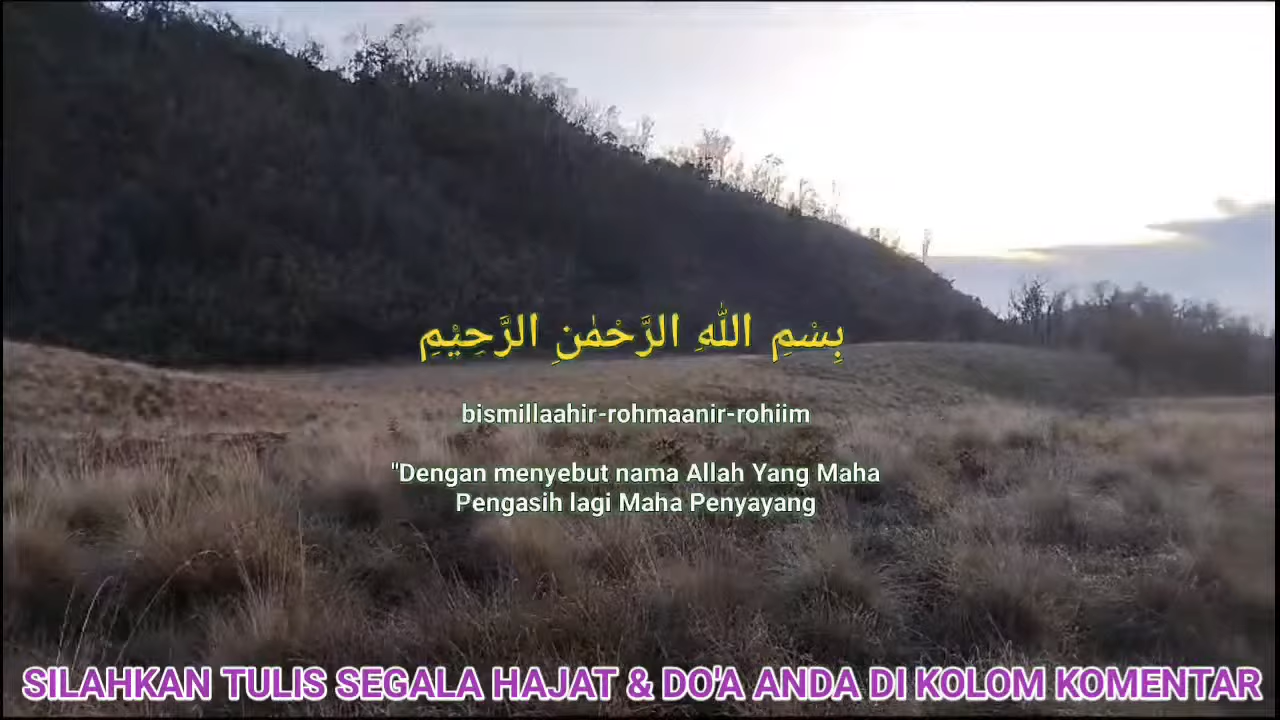 بِسْمِ اللّٰهِ الرَّحْمٰنِ الرَّحِيْمِ
bismillaahir-rohmaanir-rohiim
"Dengan menyebut nama Allah Yang Maha
Pengasih lagi Maha Penyayang
SILAHKAN TULIS SEGALA HAJAT & DO'A ANDA DI KOLOM KOMENTAR